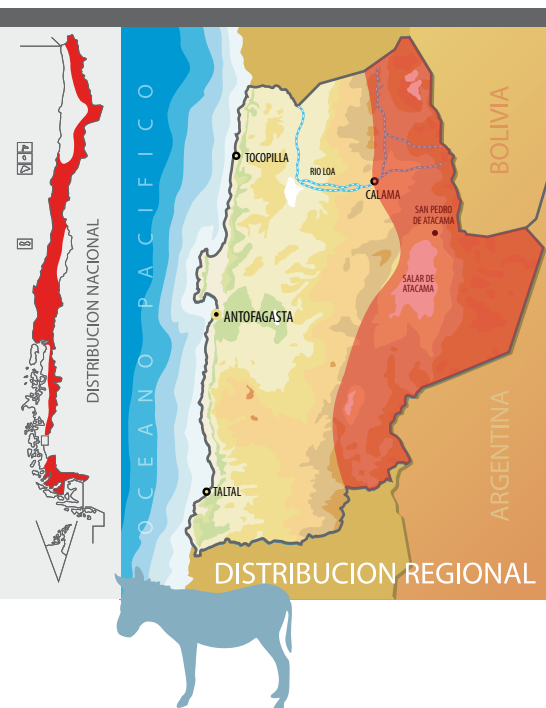 DISTRIBUCION NACIONAL
OCEANO PACIFICO
TOCOPILLA
RIO LOA
CALAMA
BOLIVIA
SAN PEDRO
DE ATACAMA
SALAR DE
ATACAMA
ANTOFAGASTA
ARGENTINA
TALTAL
DISTRIBUCION REGIONAL